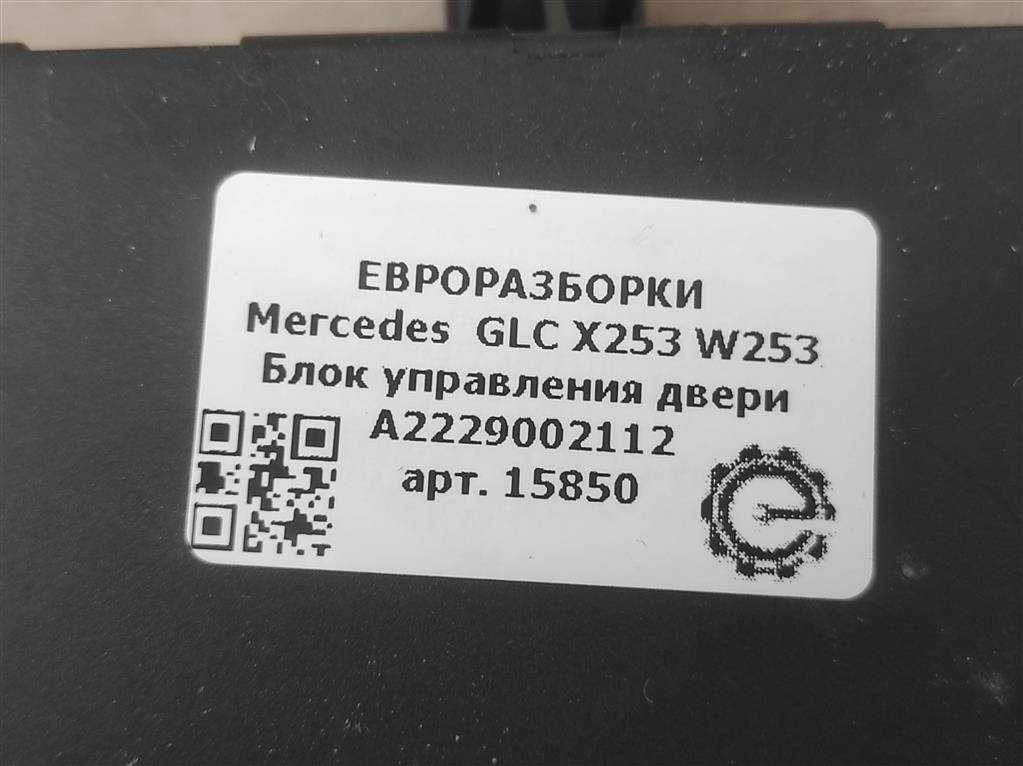 ЕВРОРАЗБОРКИ
Mercedes GLC X253 W253
Блок управления двери
A2229002112
арт. 15850